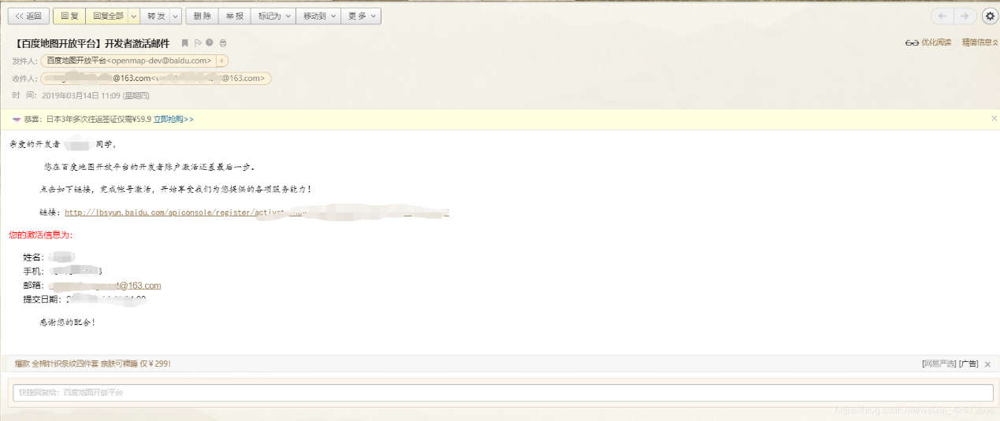 << 返回 回 复 回复全部 转 发 删 除 举 报 标记为 移动到 更 多
【百度地图开放平台】开发者激活邮件
优化阅读 精简信息
发件人： 百度地图开放平台<openmap-dev@baidu.com> +
收件人： @163.com< @163.com>
时 间： 2019年03月14日 11:09 (星期四)
恭喜：日本3年多次往返签证仅需¥59.9 立即抢购>>
亲爱的开发者 同学，
您在百度地图开放平台的开发者账户激活还差最后一步。
点击如下链接，完成帐号激活，开始享受我们为您提供的各项服务能力！
链接：http://lbsyun.baidu.com/apiconsole/register/activat
您的激活信息为：
姓名：
手机：
邮箱： @163.com
提交日期：
感谢您的配合！
爆款 全棉针织条纹四件套 亲肤可裸睡 仅￥299！ [网易严选] [广告]
快捷回复给：百度地图开放平台
https://blog.csdn.net/weixin_42813606